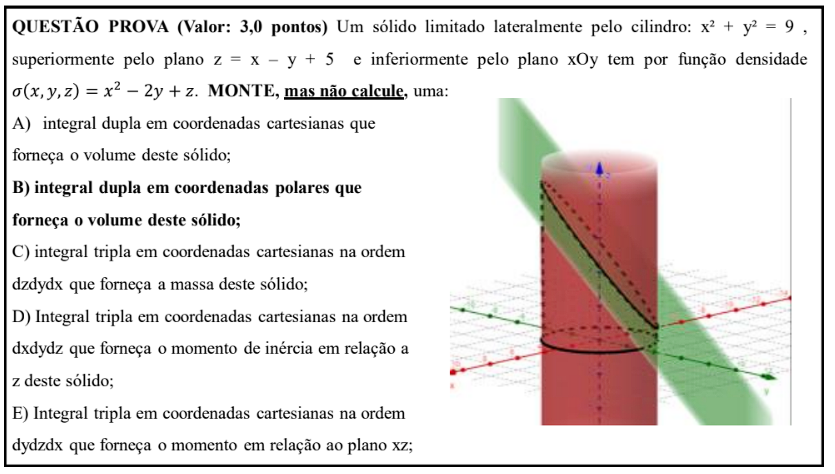 QUESTÃO PROVA (Valor: 3,0 pontos) Um sólido limitado lateralmente pelo cilindro: x² + y² = 9 ,
superiormente pelo plano z = x – y + 5 e inferiormente pelo plano xOy tem por função densidade
σ(x, y, z) = x² − 2y + z. MONTE, mas não calcule, uma:
A) integral dupla em coordenadas cartesianas que
forneça o volume deste sólido;
B) integral dupla em coordenadas polares que
forneça o volume deste sólido;
C) integral tripla em coordenadas cartesianas na ordem
dzdydx que forneça a massa deste sólido;
D) Integral tripla em coordenadas cartesianas na ordem
dxdydz que forneça o momento de inércia em relação a
z deste sólido;
E) Integral tripla em coordenadas cartesianas na ordem
dydzdx que forneça o momento em relação ao plano xz;